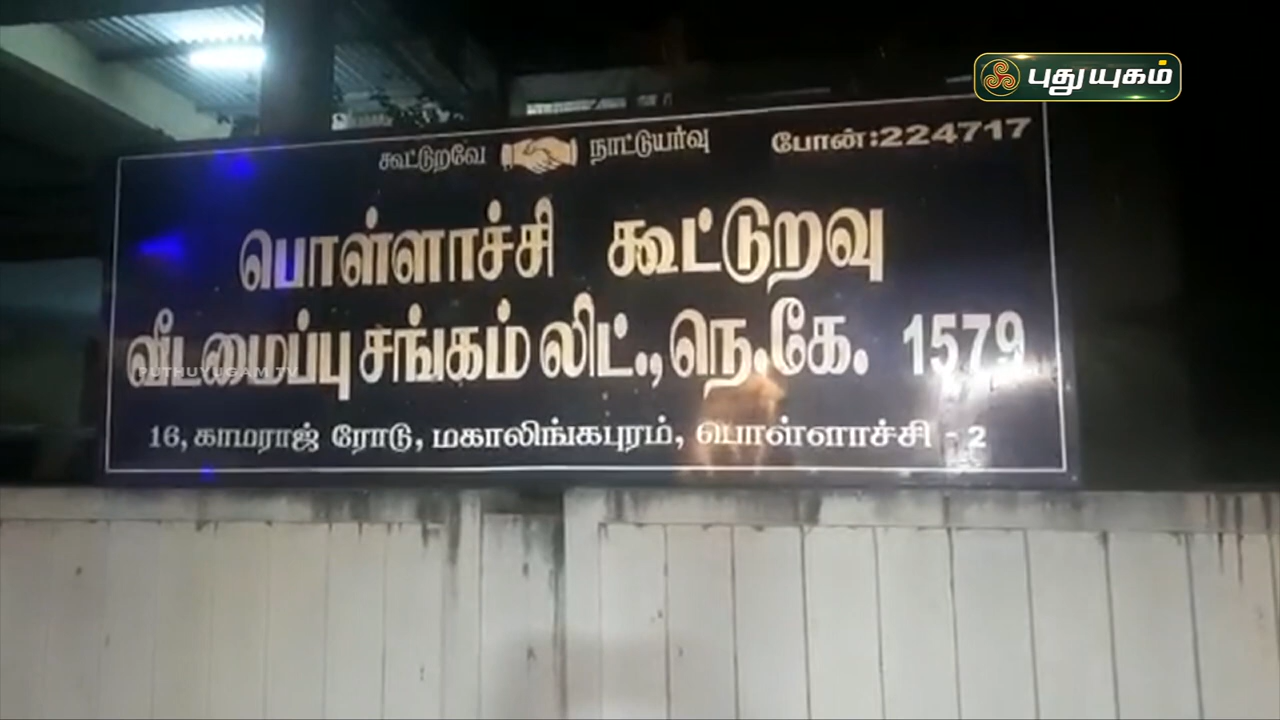 புதுயுகம்
கூட்டுறவே நாட்டுயர்வு போன்:224717
பொள்ளாச்சி கூட்டுறவு
வீடமைப்பு சங்கம் லிட்., நெ.கே. 1579
PUTHUYUGAM TV
16, காமராஜ் ரோடு, மகாலிங்கபுரம், பொள்ளாச்சி - 2